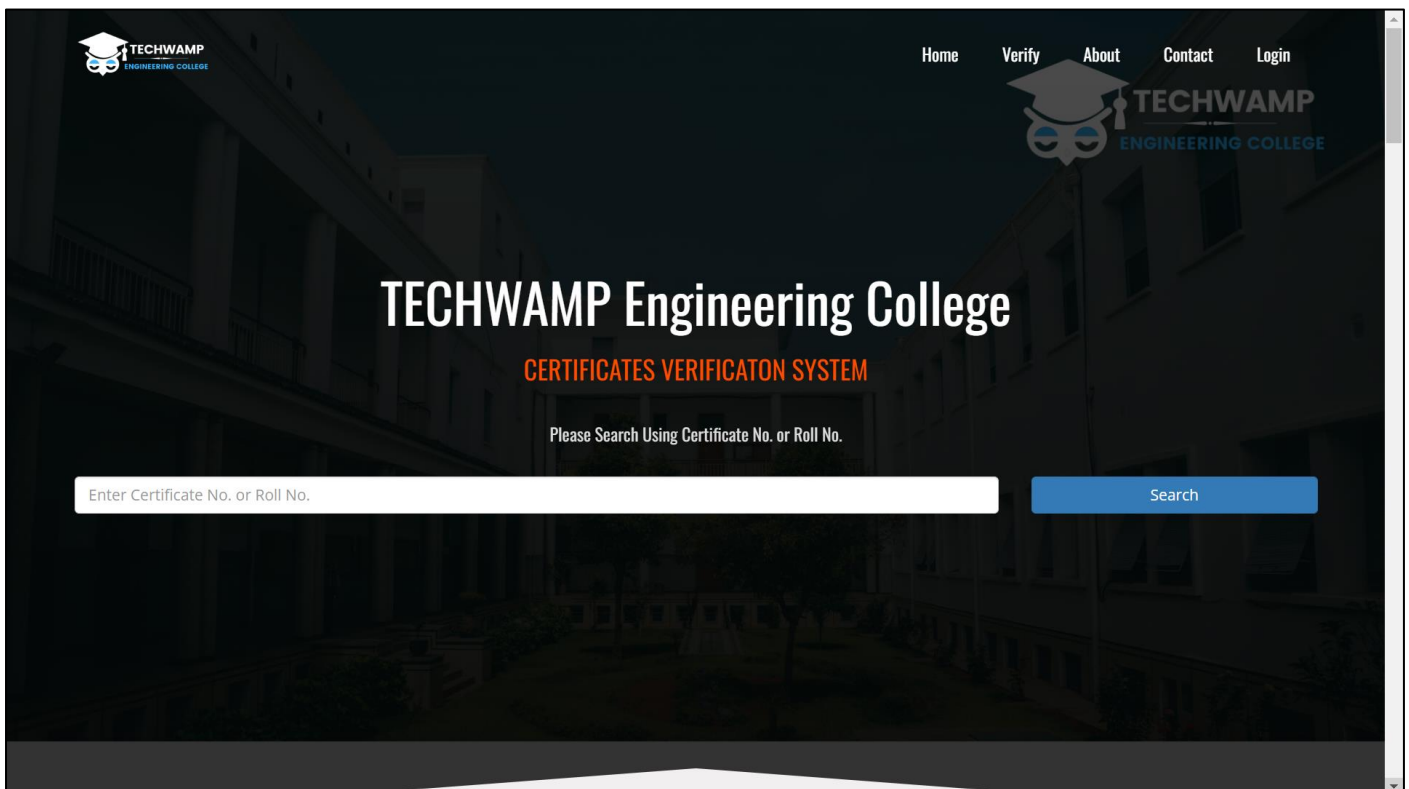 TECHWAMP
ENGINEERING COLLEGE
Home Verify About Contact Login
TECHWAMP
ENGINEERING COLLEGE
TECHWAMP Engineering College
CERTIFICATES VERIFICATON SYSTEM
Please Search Using Certificate No. or Roll No.
Enter Certificate No. or Roll No. Search